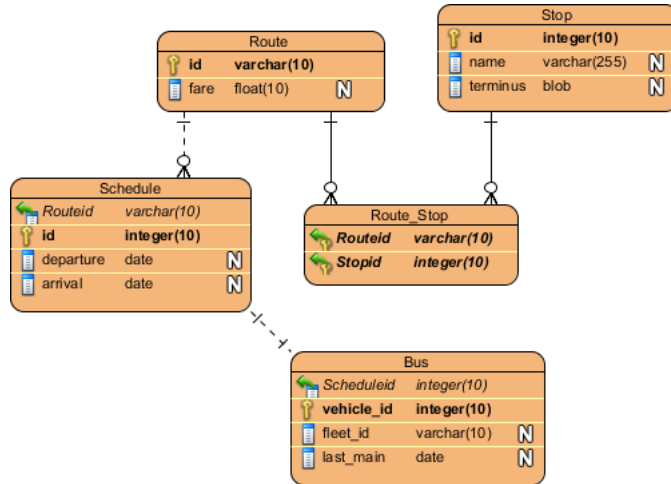 Route
id varchar(10)
fare float(10) N
Stop
id integer(10)
name varchar(255) N
terminus blob N
Schedule
Routeid varchar(10)
id integer(10)
departure date N
arrival date N
Route_Stop
Routeid varchar(10)
Stopid integer(10)
Bus
Scheduleid integer(10)
vehicle_id integer(10)
fleet_id varchar(10) N
last_main date N